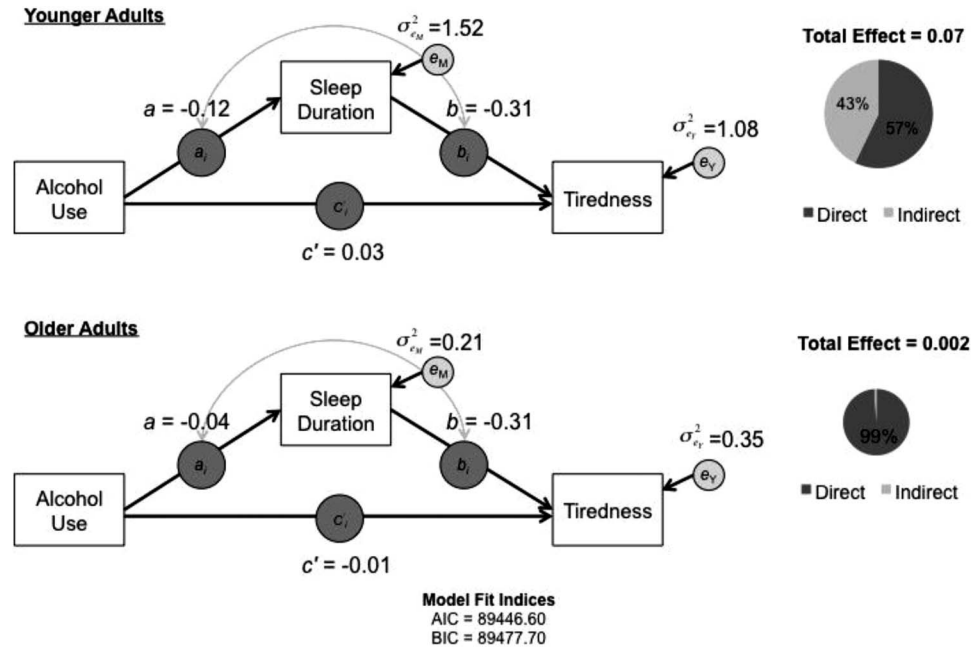 Younger Adults
σ²eM =1.52
eM
Total Effect = 0.07
Sleep
Duration
a = -0.12
b = -0.31
43%
57%
σ²eY =1.08
ai
bi
eY
Alcohol
Use
c'i
Tiredness
Direct Indirect
c' = 0.03
Older Adults
σ²eM =0.21
eM
Total Effect = 0.002
Sleep
Duration
a = -0.04
b = -0.31
99%
σ²eY =0.35
ai
bi
eY
Direct Indirect
Alcohol
Use
c'i
Tiredness
c' = -0.01
Model Fit Indices
AIC = 89446.60
BIC = 89477.70